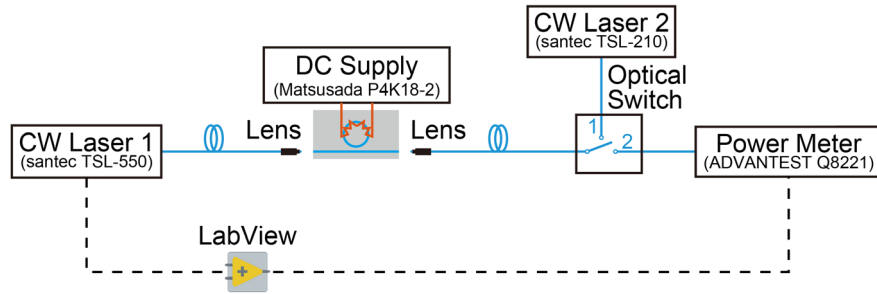 CW Laser 2
(santec TSL-210)
DC Supply
(Matsusada P4K18-2)
Optical
Switch
CW Laser 1
(santec TSL-550)
Lens
Lens
1
2
Power Meter
(ADVANTEST Q8221)
LabView
+